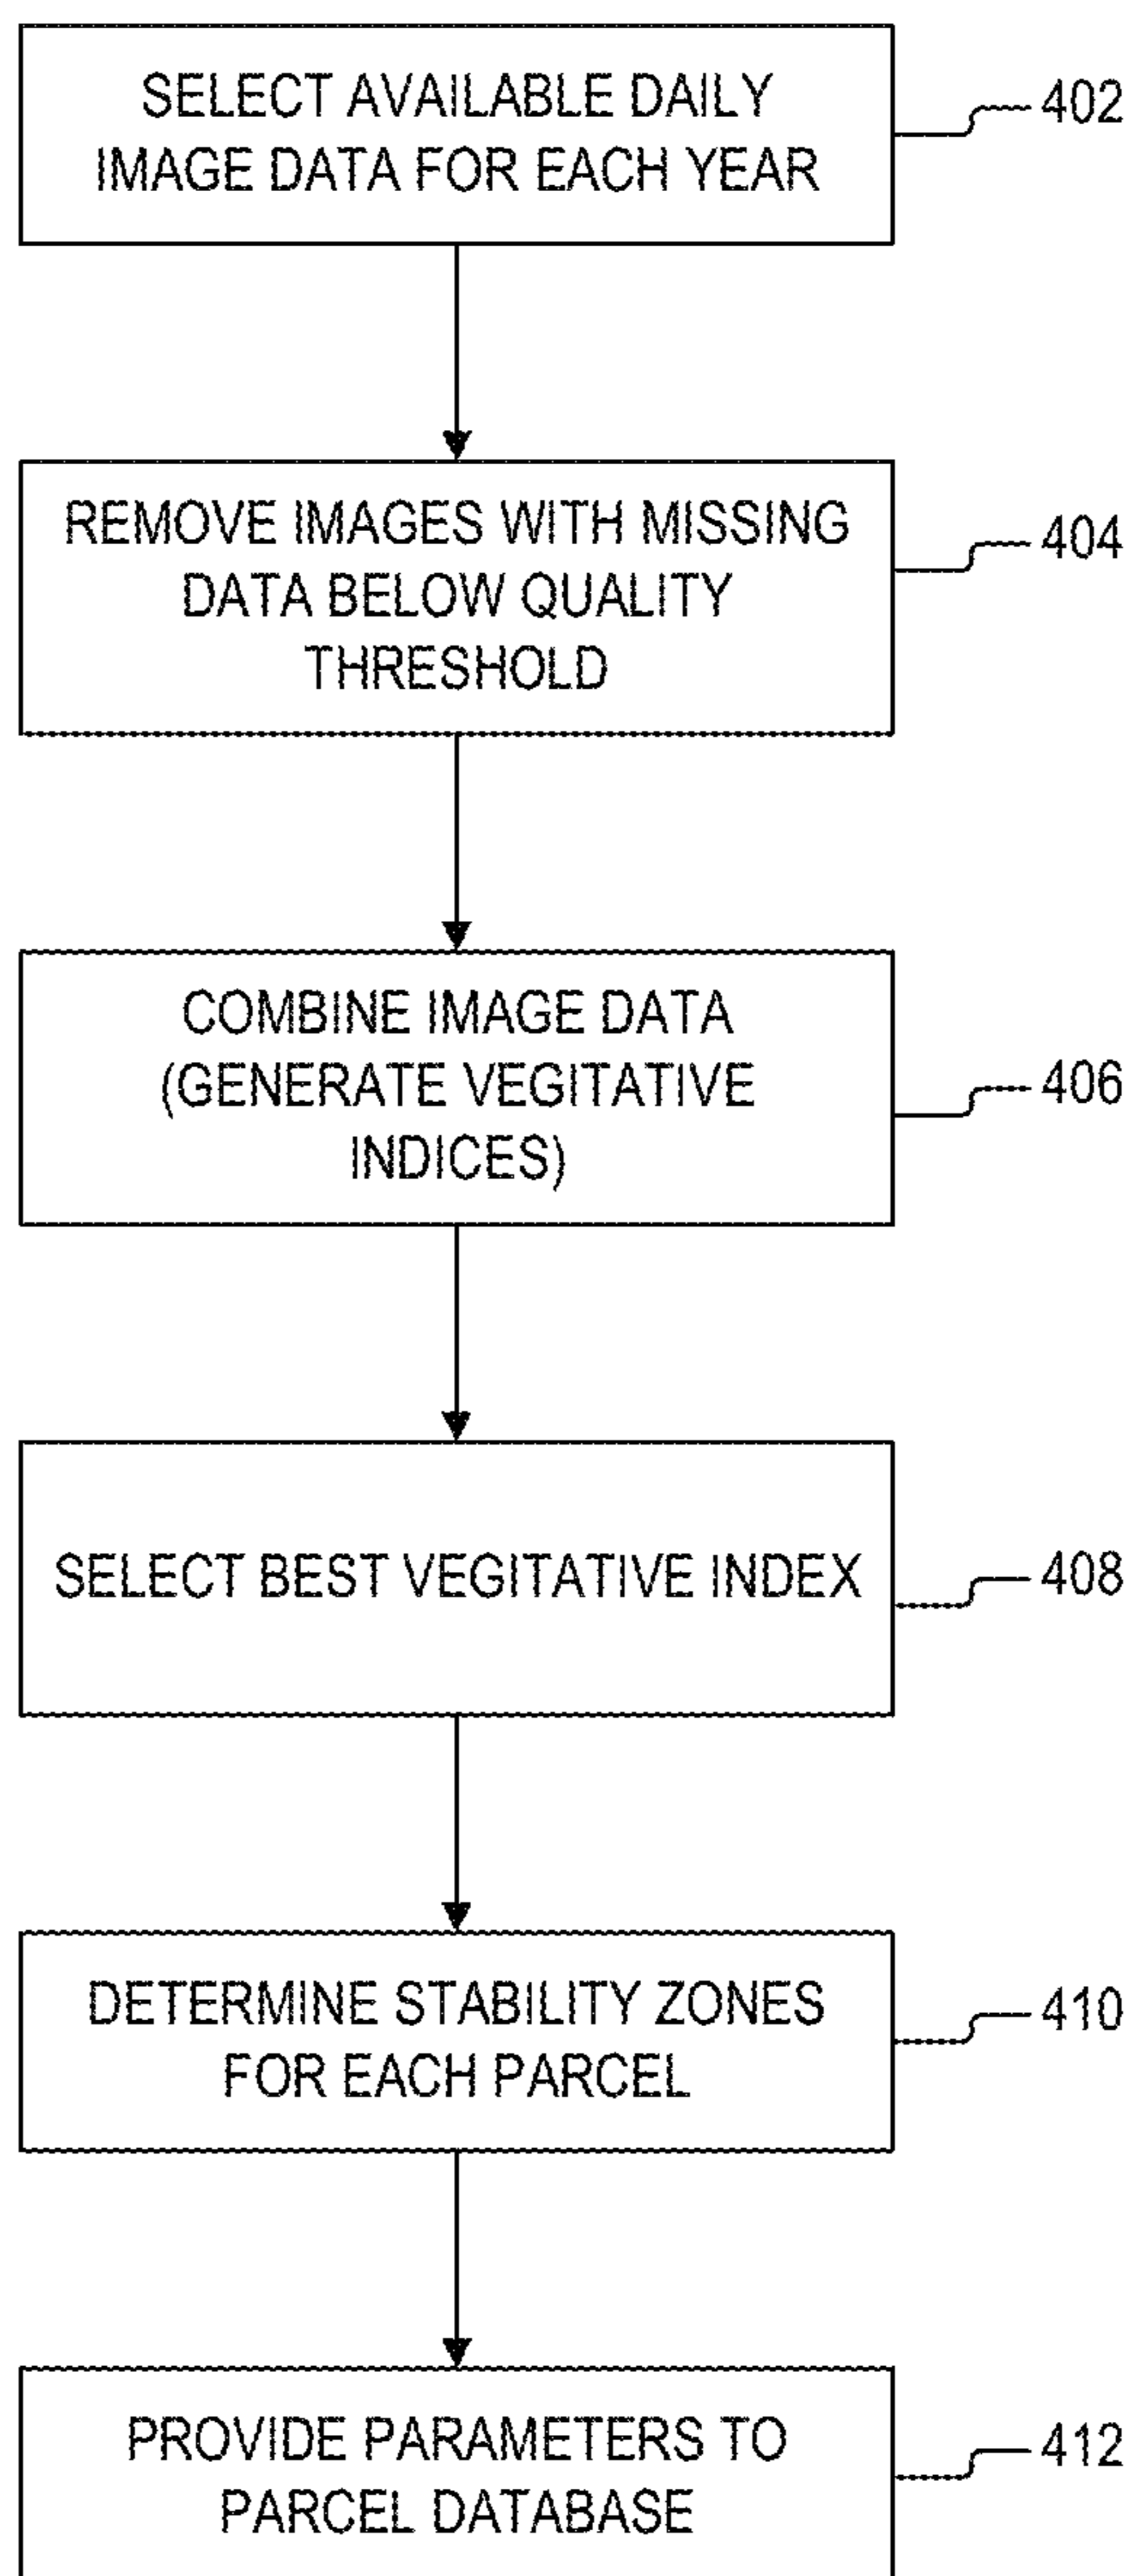 SELECT AVAILABLE DAILY
IMAGE DATA FOR EACH YEAR
402
REMOVE IMAGES WITH MISSING
DATA BELOW QUALITY
THRESHOLD
404
COMBINE IMAGE DATA
(GENERATE VEGITATIVE
INDICES)
406
SELECT BEST VEGITATIVE INDEX
408
DETERMINE STABILITY ZONES
FOR EACH PARCEL
410
PROVIDE PARAMETERS TO
PARCEL DATABASE
412